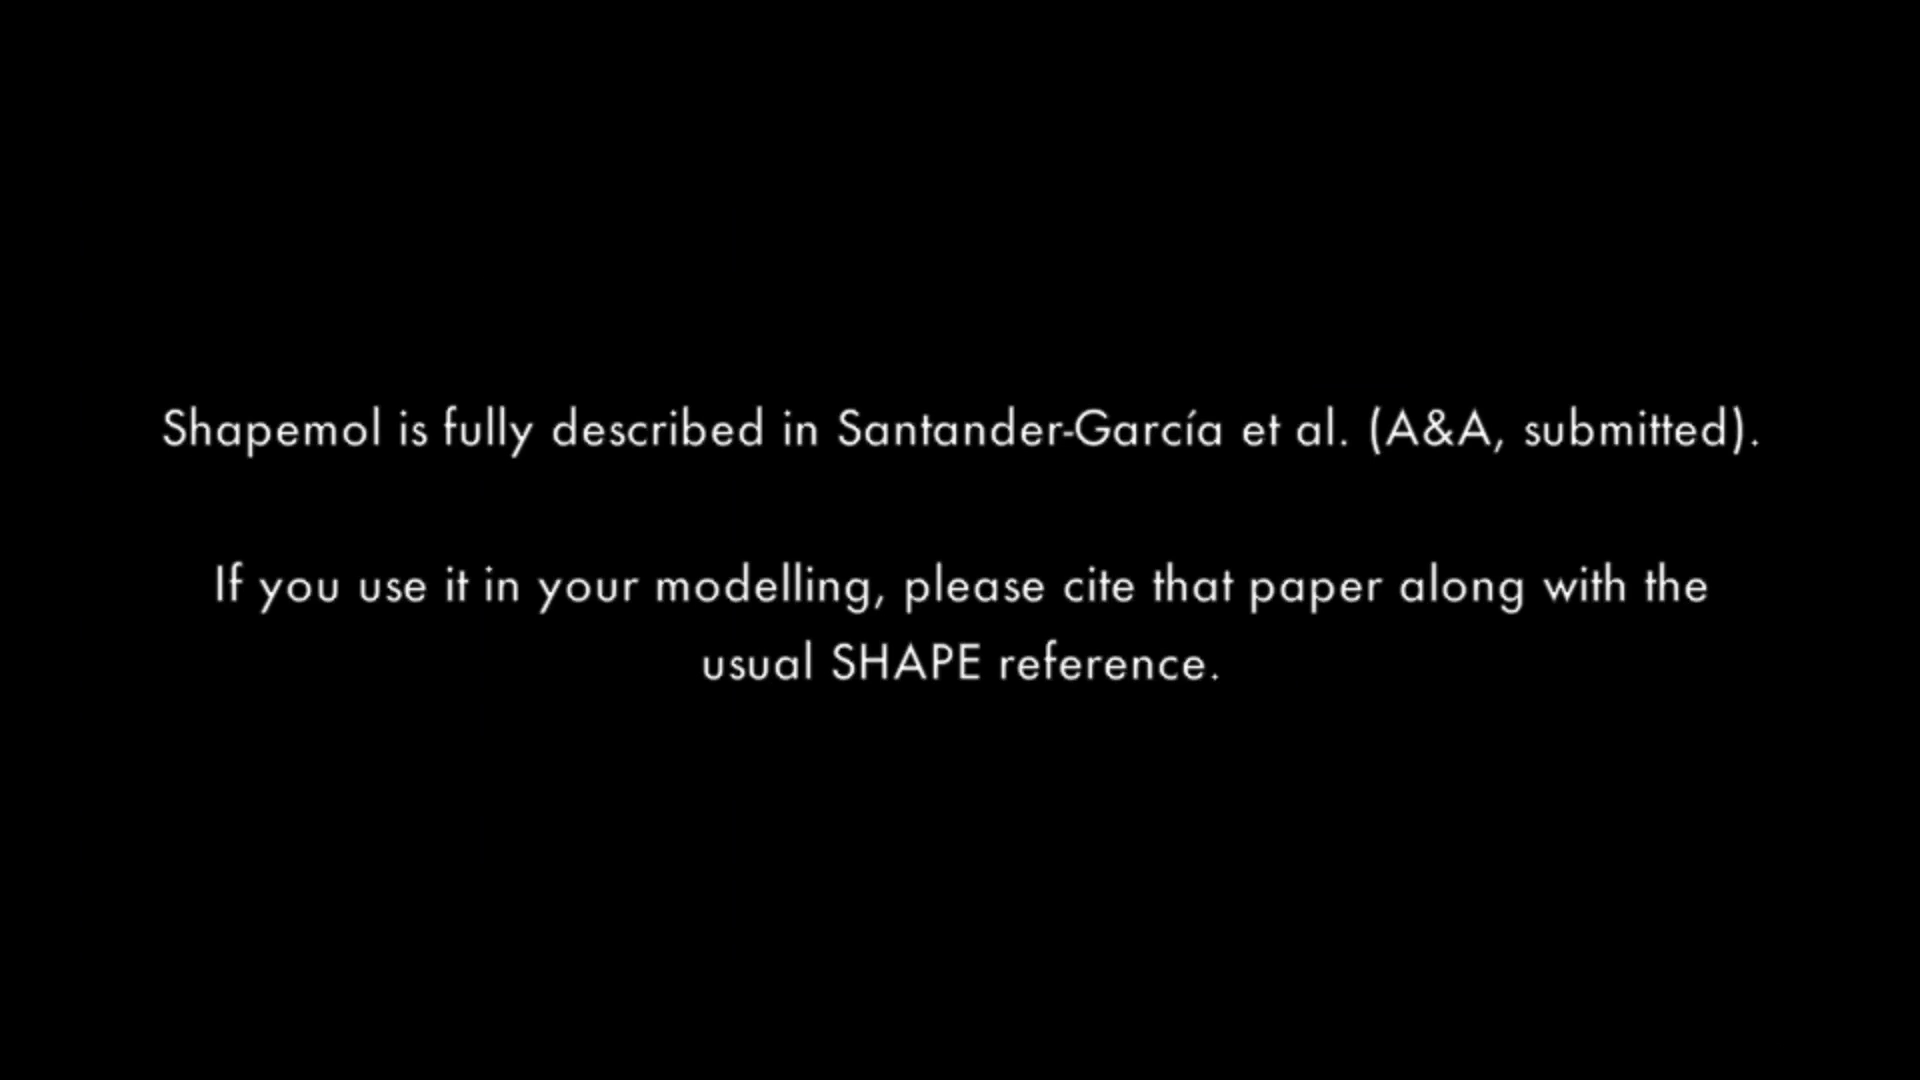 Shapemol is fully described in Santander-García et al. (A&A, submitted).
If you use it in your modelling, please cite that paper along with the
usual SHAPE reference.